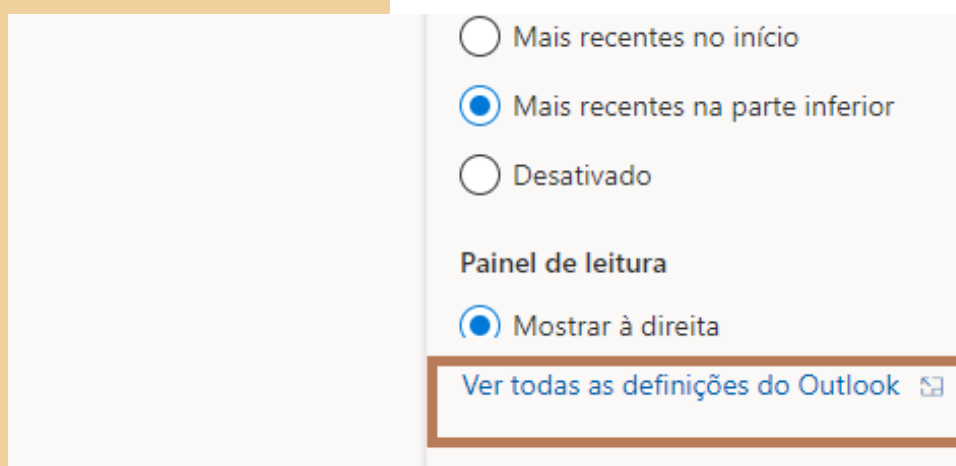 Mais recentes no início
Mais recentes na parte inferior
Desativado
Painel de leitura
Mostrar à direita
Ver todas as definições do Outlook